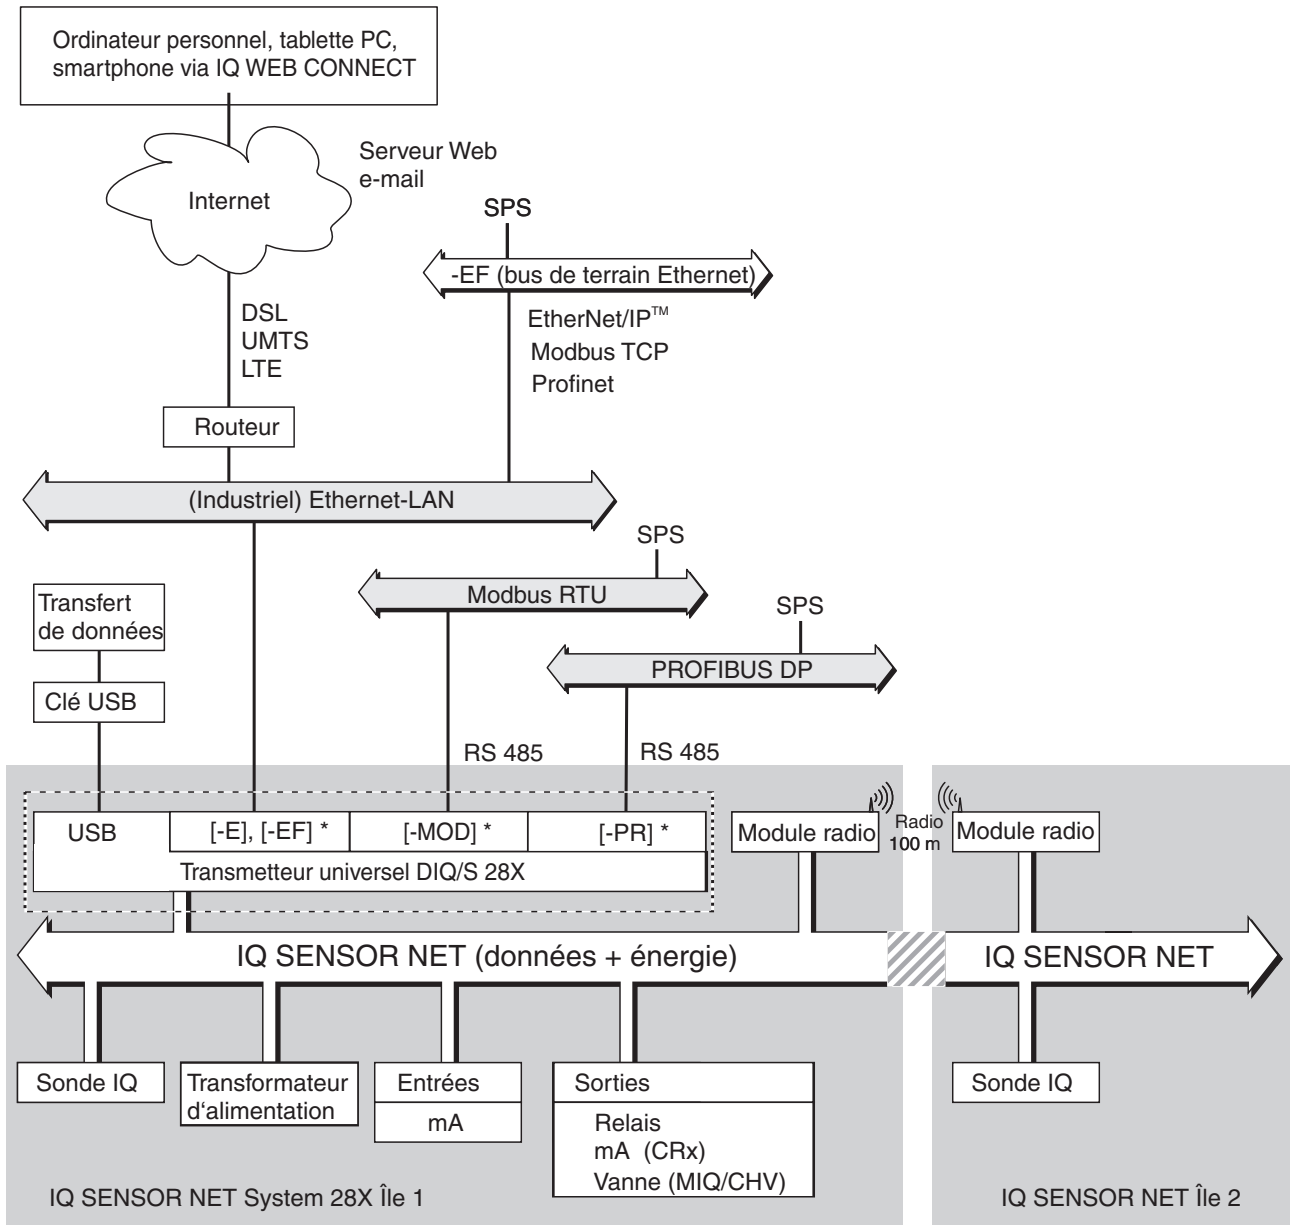 Ordinateur personnel, tablette PC,
smartphone via IQ WEB CONNECT
Serveur Web
e-mail
Internet
SPS
-EF (bus de terrain Ethernet)
DSL
UMTS
LTE
EtherNet/IP™
Modbus TCP
Profinet
Routeur
(Industriel) Ethernet-LAN
SPS
Modbus RTU
Transfert
de données
SPS
PROFIBUS DP
Clé USB
RS 485
RS 485
USB
[-E], [-EF] *
[-MOD] *
[-PR] *
Transmetteur universel DIQ/S 28X
Module radio
Radio
100 m
Module radio
IQ SENSOR NET (données + énergie)
IQ SENSOR NET
Sonde IQ
Transformateur
d‘alimentation
Entrées
mA
Sorties
Relais
mA (CRx)
Vanne (MIQ/CHV)
Sonde IQ
IQ SENSOR NET System 28X Île 1
IQ SENSOR NET Île 2